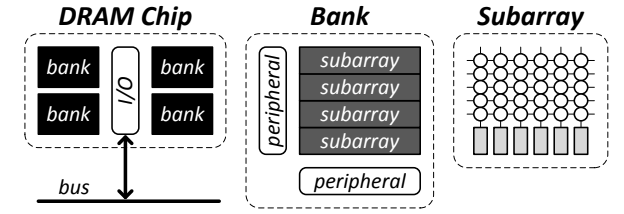 DRAM Chip
bank
bank
I/O
bank
bank
bus
Bank
peripheral
subarray
subarray
subarray
subarray
peripheral
Subarray